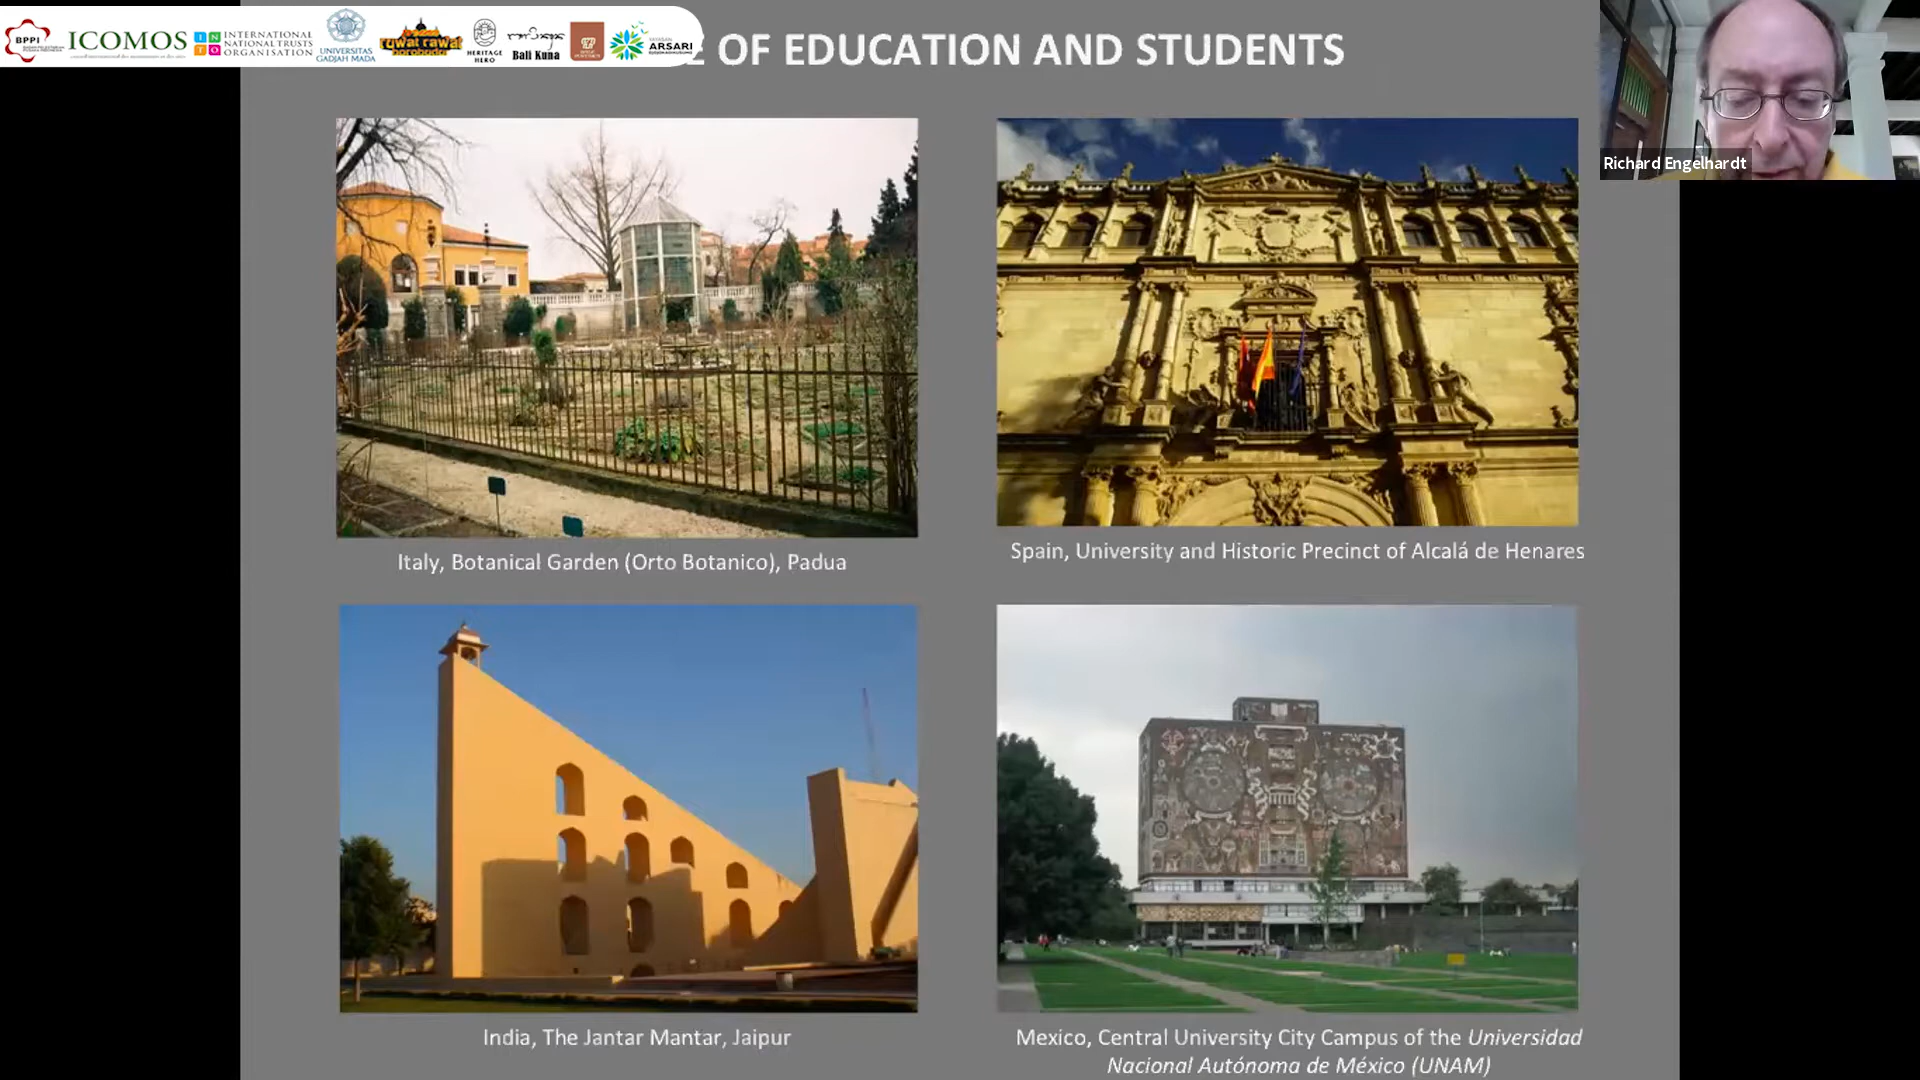 BPPI
ICOMOS
INTERNATIONAL
NATIONAL TRUSTS
ORGANISATION
INTO
UNIVERSITAS
GADJAH MADA
ruwat rawat
borobudur
HERITAGE
HERO
Bali Kuna
YAYASAN
ARSARI
E OF EDUCATION AND STUDENTS
Richard Engelhardt
Italy, Botanical Garden (Orto Botanico), Padua
Spain, University and Historic Precinct of Alcalá de Henares
India, The Jantar Mantar, Jaipur
Mexico, Central University City Campus of the Universidad
Nacional Autónoma de México (UNAM)